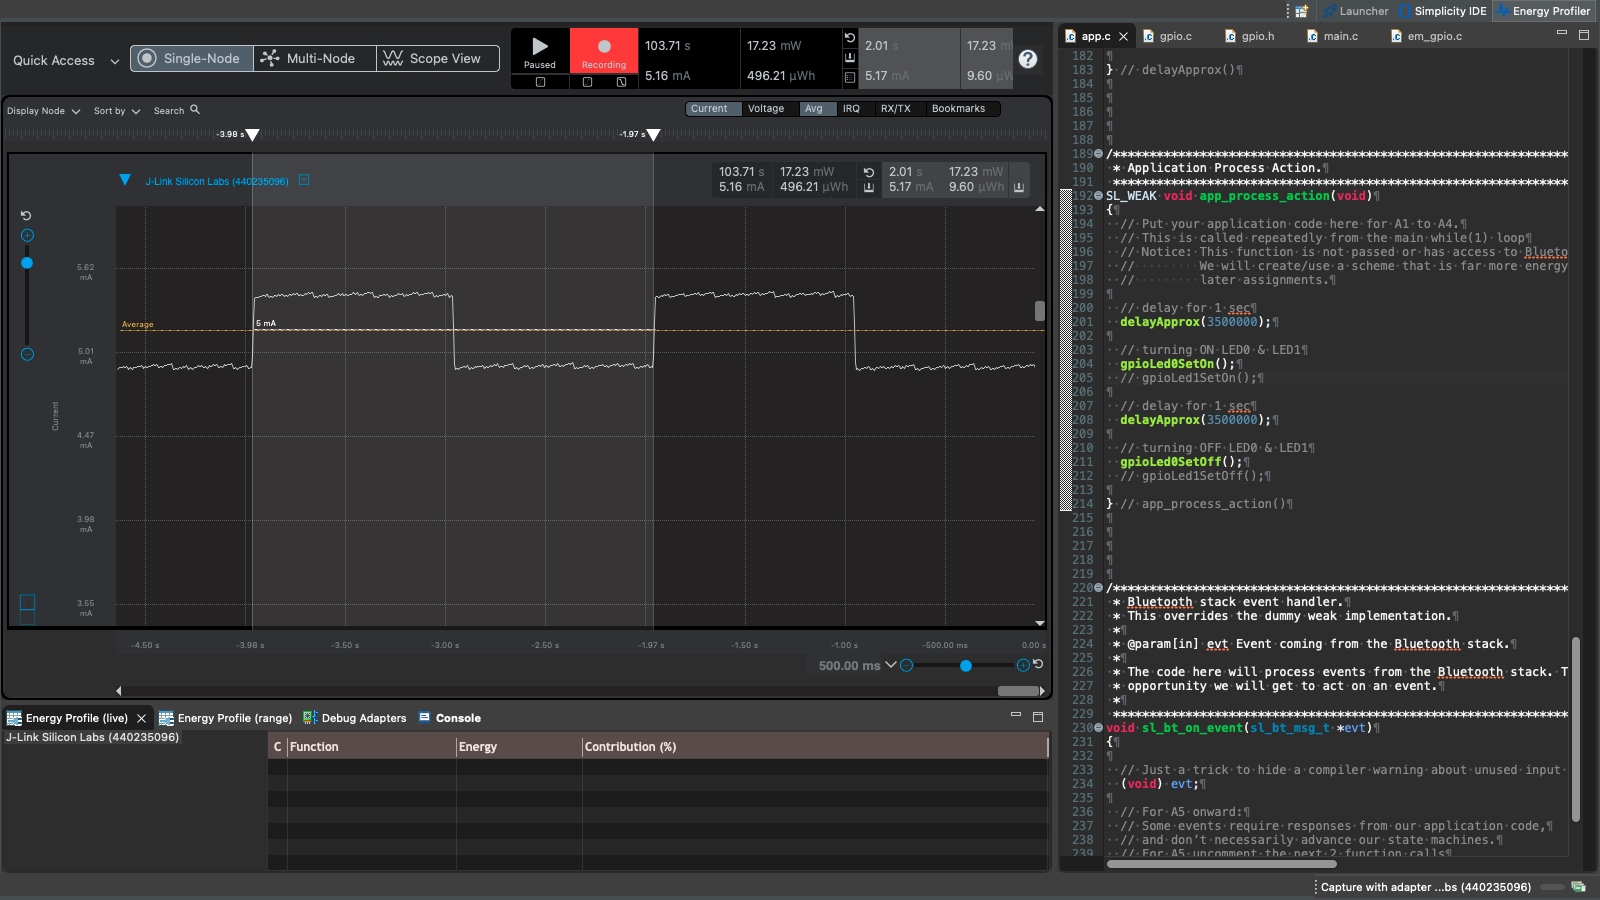 Launcher
Simplicity IDE
Energy Profiler
Quick Access
Single-Node
Multi-Node
Scope View
Paused
Recording
103.71 s
5.16 mA
17.23 mW
496.21 µWh
2.01 s
5.17 mA
17.23 m
9.60 µW
Display Node
Sort by
Search
Current
Voltage
Avg
IRQ
RX/TX
Bookmarks
-3.98 s
-1.97 s
J-Link Silicon Labs (440235096)
103.71 s 17.23 mW
5.16 mA 496.21 µWh
2.01 s 17.23 mW
5.17 mA 9.60 µWh
5.62
mA
Average
5 mA
5.01
mA
Current
4.47
mA
3.98
mA
3.55
mA
-4.50 s
-3.98 s
-3.50 s
-3.00 s
-2.50 s
-1.97 s
-1.50 s
-1.00 s
-500.00 ms
0.00 s
500.00 ms
Energy Profile (live)
Energy Profile (range)
Debug Adapters
Console
J-Link Silicon Labs (440235096)
C
Function
Energy
Contribution (%)
app.c
gpio.c
gpio.h
main.c
em_gpio.c
182 ¶
183 }·//·delayApprox()¶
184 ¶
185 ¶
186 ¶
187 ¶
188 ¶
189 /***************************************************************
190 ·*·Application·Process·Action.¶
191 ·***************************************************************
192 SL_WEAK·void·app_process_action(void)¶
193 {¶
194 ··//·Put·your·application·code·here·for·A1·to·A4.¶
195 ··//·This·is·called·repeatedly·from·the·main·while(1)·loop¶
196 ··//·Notice:·This·function·is·not·passed·or·has·access·to·Blueto
197 ··//·········We·will·create/use·a·scheme·that·is·far·more·energy
198 ··//·········later·assignments.¶
199 ¶
200 ··//·delay·for·1·sec¶
201 ··delayApprox(3500000);¶
202 ¶
203 ··//·turning·ON·LED0·&·LED1¶
204 ··gpioLed0SetOn();¶
205 ··//·gpioLed1SetOn();¶
206 ¶
207 ··//·delay·for·1·sec¶
208 ··delayApprox(3500000);¶
209 ¶
210 ··//·turning·OFF·LED0·&·LED1¶
211 ··gpioLed0SetOff();¶
212 ··//·gpioLed1SetOff();¶
213 ¶
214 }·//·app_process_action()¶
215 ¶
216 ¶
217 ¶
218 ¶
219 ¶
220 /***************************************************************
221 ·*·Bluetooth·stack·event·handler.¶
222 ·*·This·overrides·the·dummy·weak·implementation.¶
223 ·*¶
224 ·*·@param[in]·evt·Event·coming·from·the·Bluetooth·stack.¶
225 ·*¶
226 ·*·The·code·here·will·process·events·from·the·Bluetooth·stack.·T
227 ·*·opportunity·we·will·get·to·act·on·an·event.¶
228 ·*¶
229 ·***************************************************************
230 void·sl_bt_on_event(sl_bt_msg_t·*evt)¶
231 {¶
232 ¶
233 ··//·Just·a·trick·to·hide·a·compiler·warning·about·unused·input·
234 ··(void)·evt;¶
235 ¶
236 ··//·For·A5·onward:¶
237 ··//·Some·events·require·responses·from·our·application·code,¶
238 ··//·and·don't·necessarily·advance·our·state·machines.¶
239 ··//·For·A5·uncomment·the·next·2·function·calls¶
Capture with adapter ...bs (440235096)